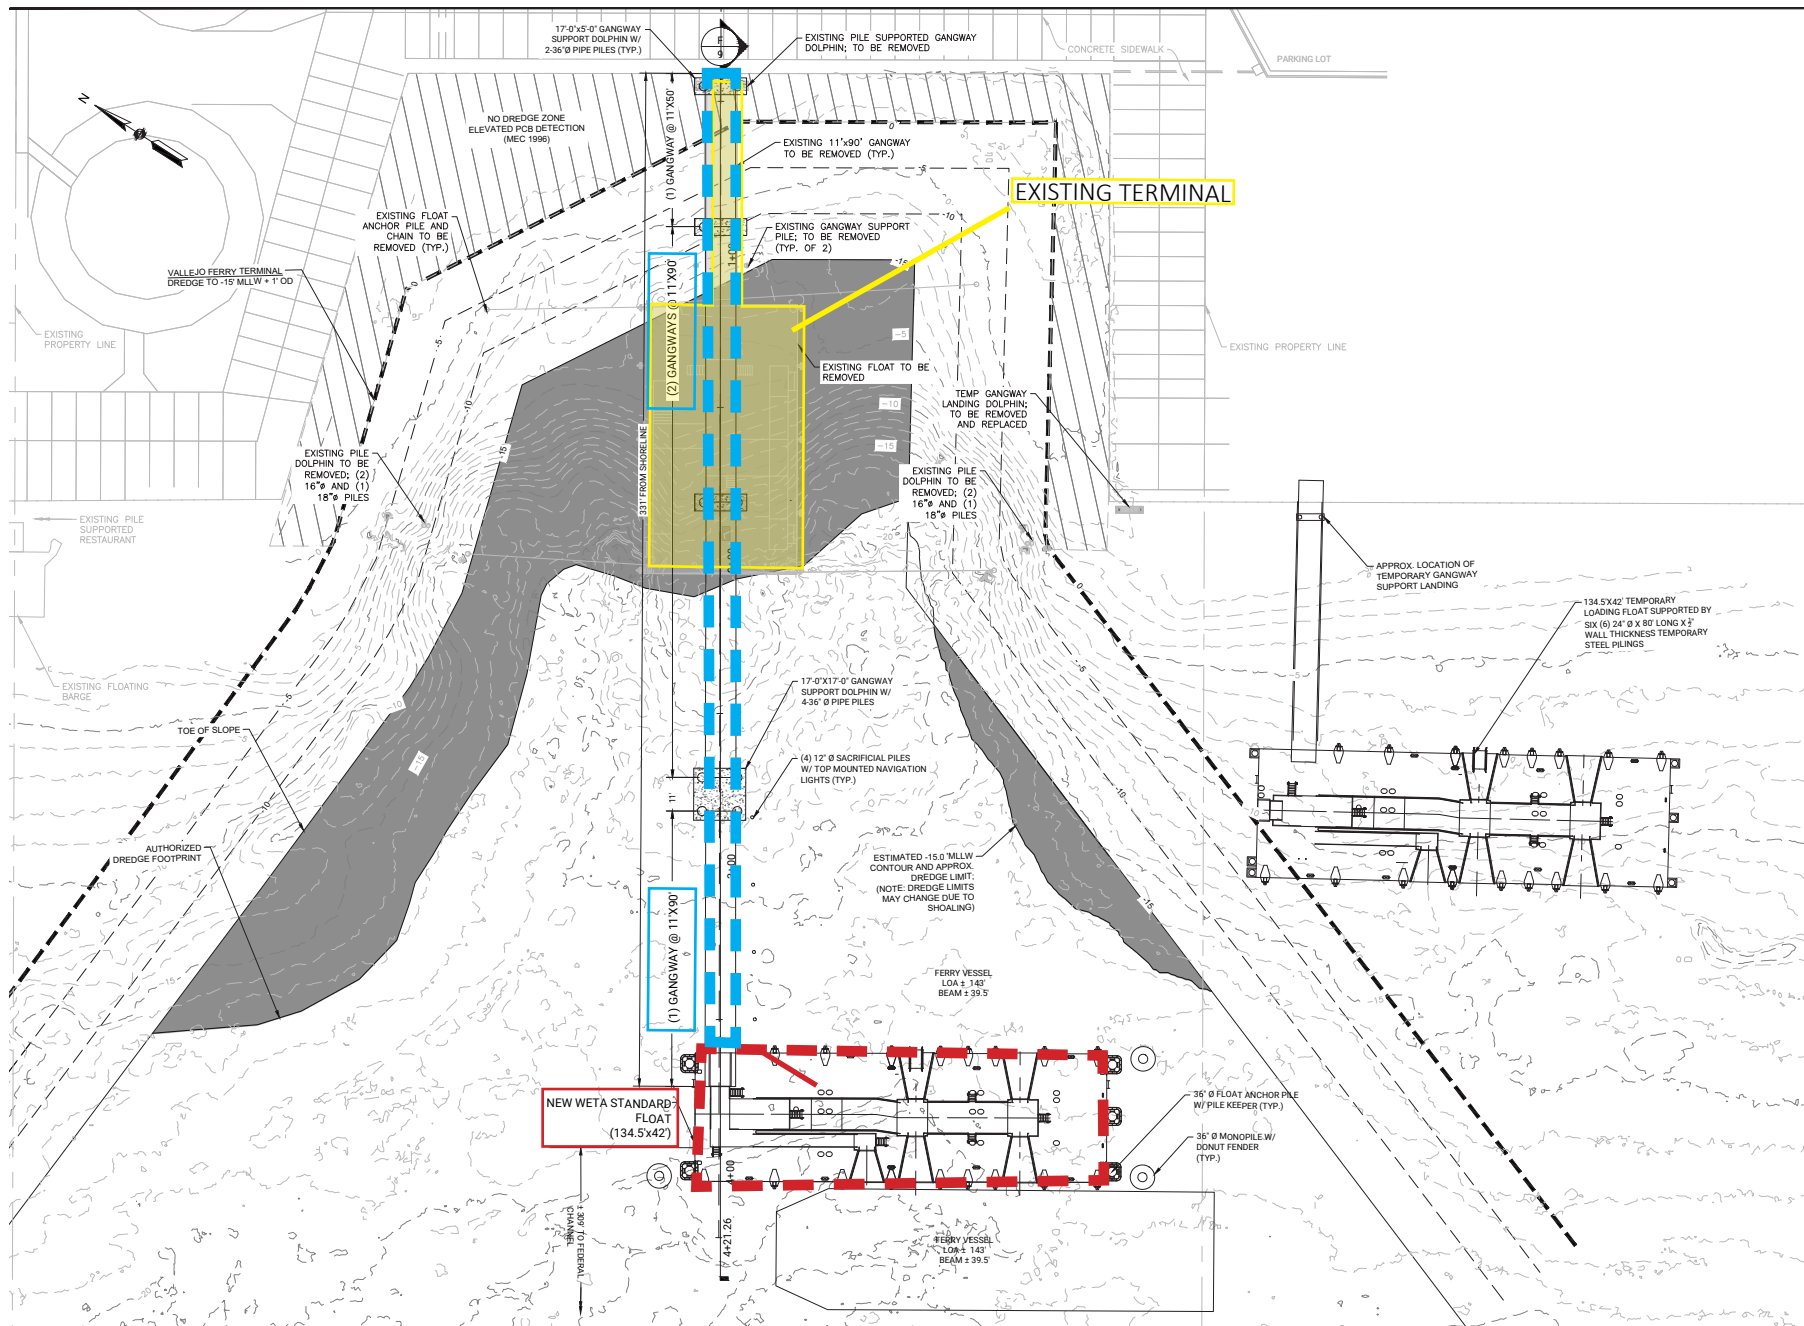 17'-0"x5'-0" GANGWAY
SUPPORT DOLPHIN W/
2-36"Ø PIPE PILES (TYP.)
F
9
EXISTING PILE SUPPORTED GANGWAY
DOLPHIN; TO BE REMOVED
CONCRETE SIDEWALK
PARKING LOT
N
NO DREDGE ZONE
ELEVATED PCB DETECTION
(MEC 1996)
(1) GANGWAY @ 11'X50'
EXISTING 11'x90' GANGWAY
TO BE REMOVED (TYP.)
EXISTING TERMINAL
EXISTING FLOAT
ANCHOR PILE AND
CHAIN TO BE
REMOVED (TYP.)
EXISTING GANGWAY SUPPORT
PILE; TO BE REMOVED
(TYP. OF 2)
VALLEJO FERRY TERMINAL
DREDGE TO -15' MLLW + 1' OD
EXISTING
PROPERTY LINE
(2) GANGWAYS @ 11'X90'
1+00
EXISTING PROPERTY LINE
EXISTING FLOAT TO BE
REMOVED
TEMP GANGWAY
LANDING DOLPHIN;
TO BE REMOVED
AND REPLACED
331' FROM SHORELINE
EXISTING PILE
DOLPHIN TO BE
REMOVED; (2)
16"ø AND (1)
18"ø PILES
EXISTING PILE
DOLPHIN TO BE
REMOVED; (2)
16"ø AND (1)
18"ø PILES
EXISTING PILE
SUPPORTED
RESTAURANT
APPROX. LOCATION OF
TEMPORARY GANGWAY
SUPPORT LANDING
134.5'X42' TEMPORARY
LOADING FLOAT SUPPORTED BY
SIX (6) 24" Ø X 80' LONG X ½"
WALL THICKNESS TEMPORARY
STEEL PILINGS
EXISTING FLOATING
BARGE
17'-0"X17'-0" GANGWAY
SUPPORT DOLPHIN W/
4-36" Ø PIPE PILES
TOE OF SLOPE
(4) 12" Ø SACRIFICIAL PILES
W/ TOP MOUNTED NAVIGATION
LIGHTS (TYP.)
11'
AUTHORIZED
DREDGE FOOTPRINT
ESTIMATED -15.0 'MLLW
CONTOUR AND APPROX.
DREDGE LIMIT;
(NOTE: DREDGE LIMITS
MAY CHANGE DUE TO
SHOALING)
(1) GANGWAY @ 11'X90'
FERRY VESSEL
LOA ± 143'
BEAM ± 39.5'
NEW WETA STANDARD
FLOAT
(134.5'x42')
36" Ø FLOAT ANCHOR PILE
W/ PILE KEEPER (TYP.)
36" Ø MONOPILE W/
DONUT FENDER
(TYP.)
4+00
± 309' TO FEDERAL
CHANNEL
4+21.26
FERRY VESSEL
LOA ± 143'
BEAM ± 39.5'